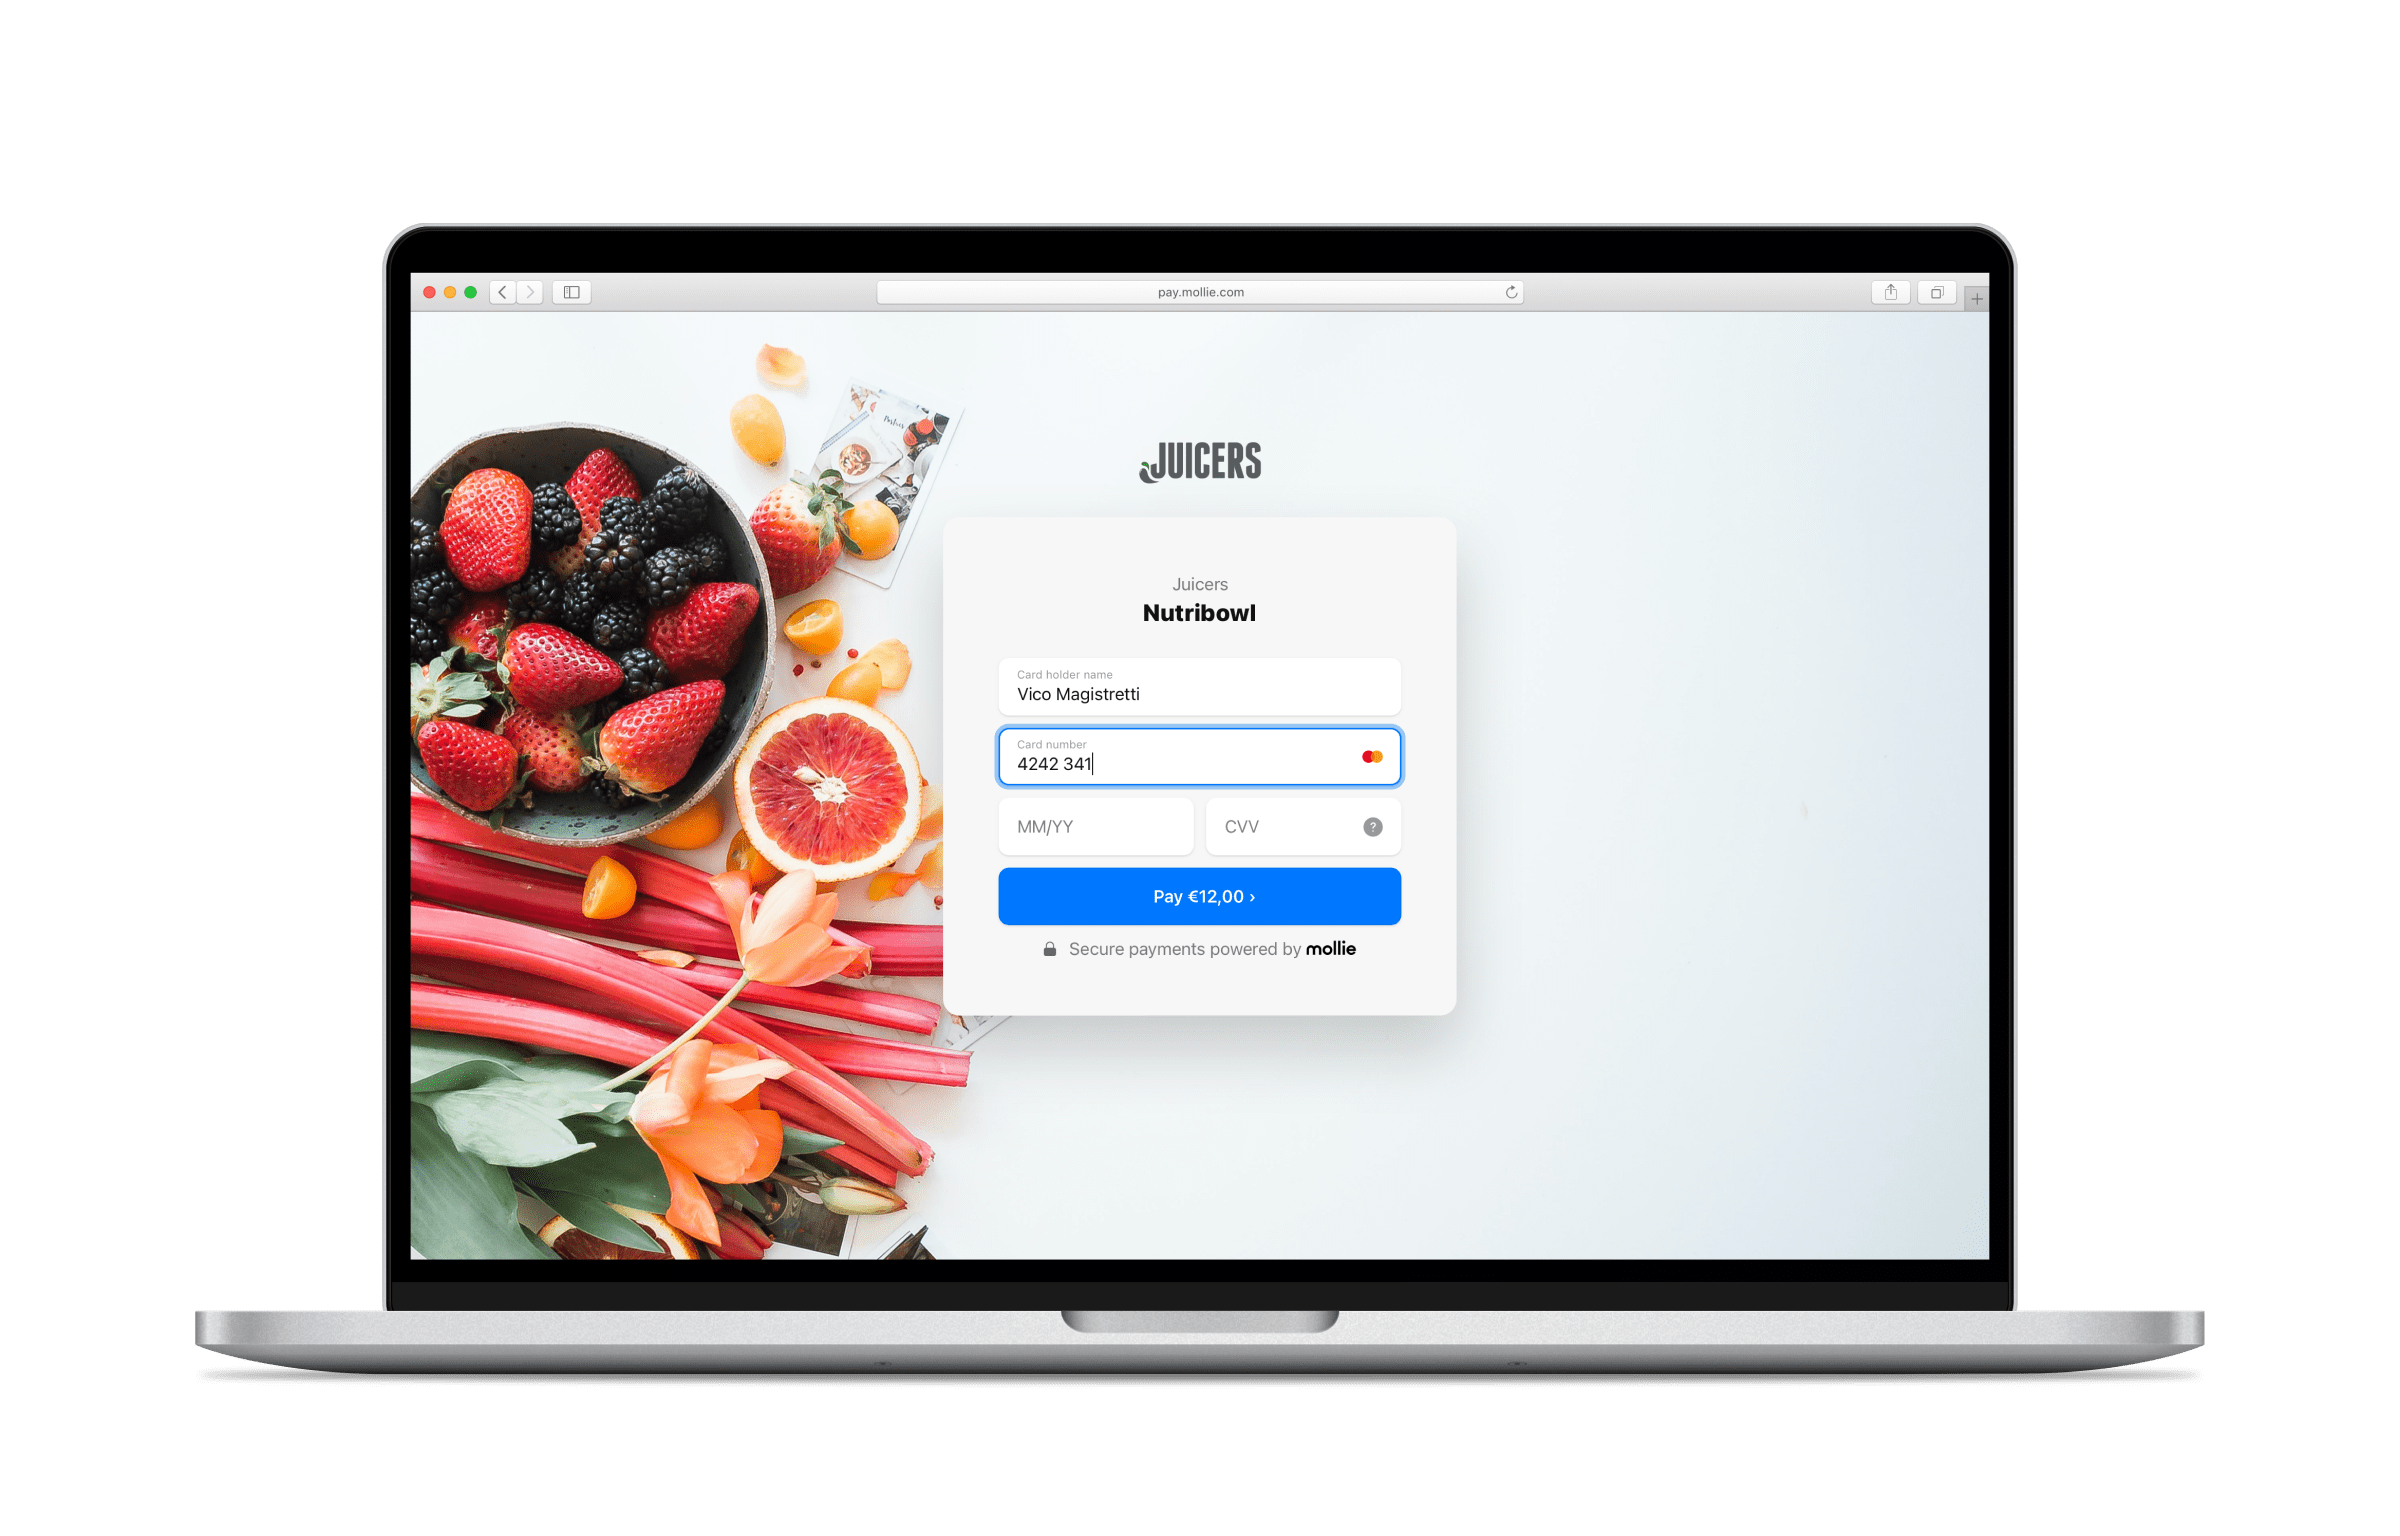 pay.mollie.com
JUICERS
Juicers
Nutribowl
Card holder name
Vico Magistretti
Card number
4242 341
MM/YY
CVV
?
Pay €12,00 ›
Secure payments powered by mollie